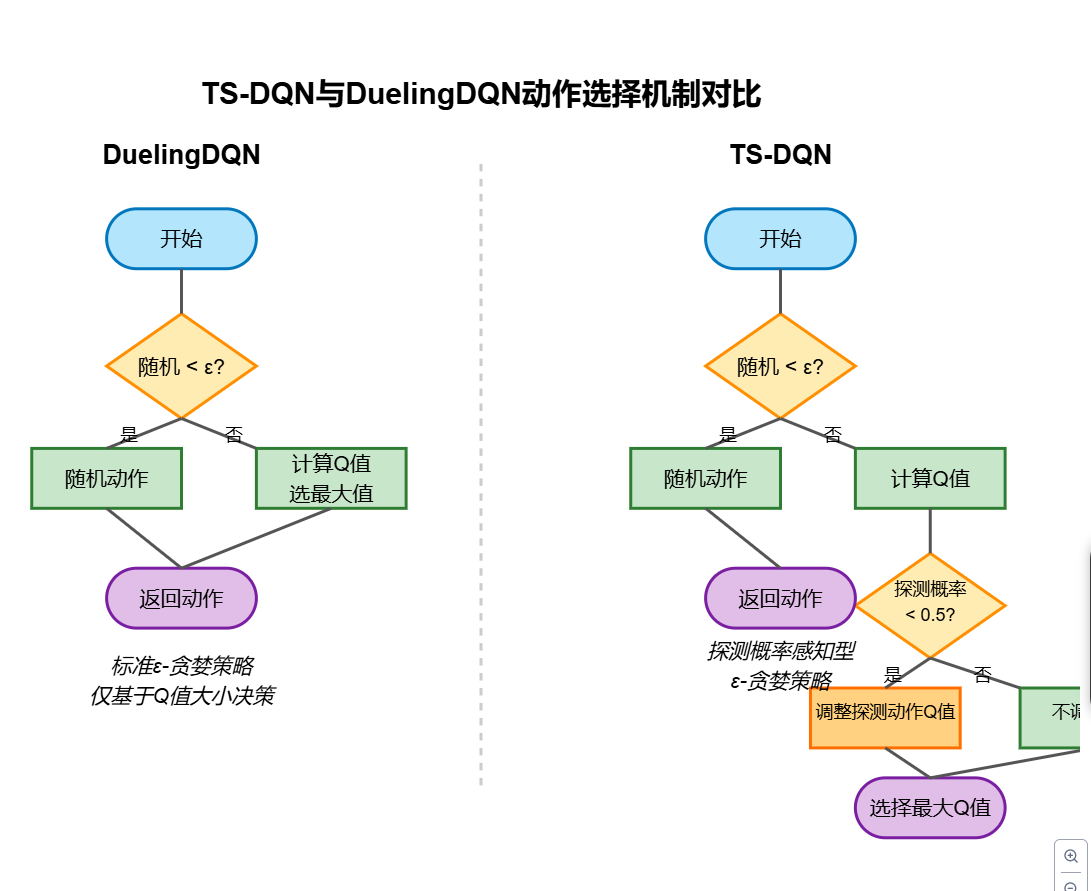 TS-DQN与DuelingDQN动作选择机制对比
DuelingDQN
开始
随机 < ε?
是
否
随机动作
计算Q值
选最大值
返回动作
标准ε-贪婪策略
仅基于Q值大小决策
TS-DQN
开始
随机 < ε?
是
否
随机动作
计算Q值
返回动作
探测概率
< 0.5?
探测概率感知型
ε-贪婪策略
是
否
调整探测动作Q值
不调
选择最大Q值